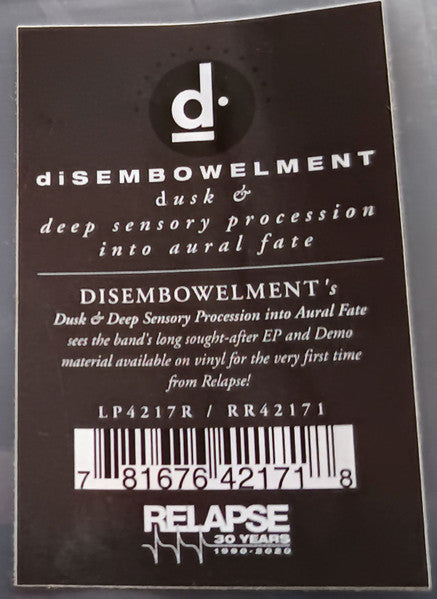 d.
diSEMBOWELMENT
dusk &
deep sensory procession
into aural fate
DISEMBOWELMENT's
Dusk & Deep Sensory Procession into Aural Fate
sees the band's long sought-after EP and Demo
material available on vinyl for the very first time
from Relapse!
LP4217R / RR42171
7 81676 42171 8
RELAPSE
30 YEARS
1990-2020